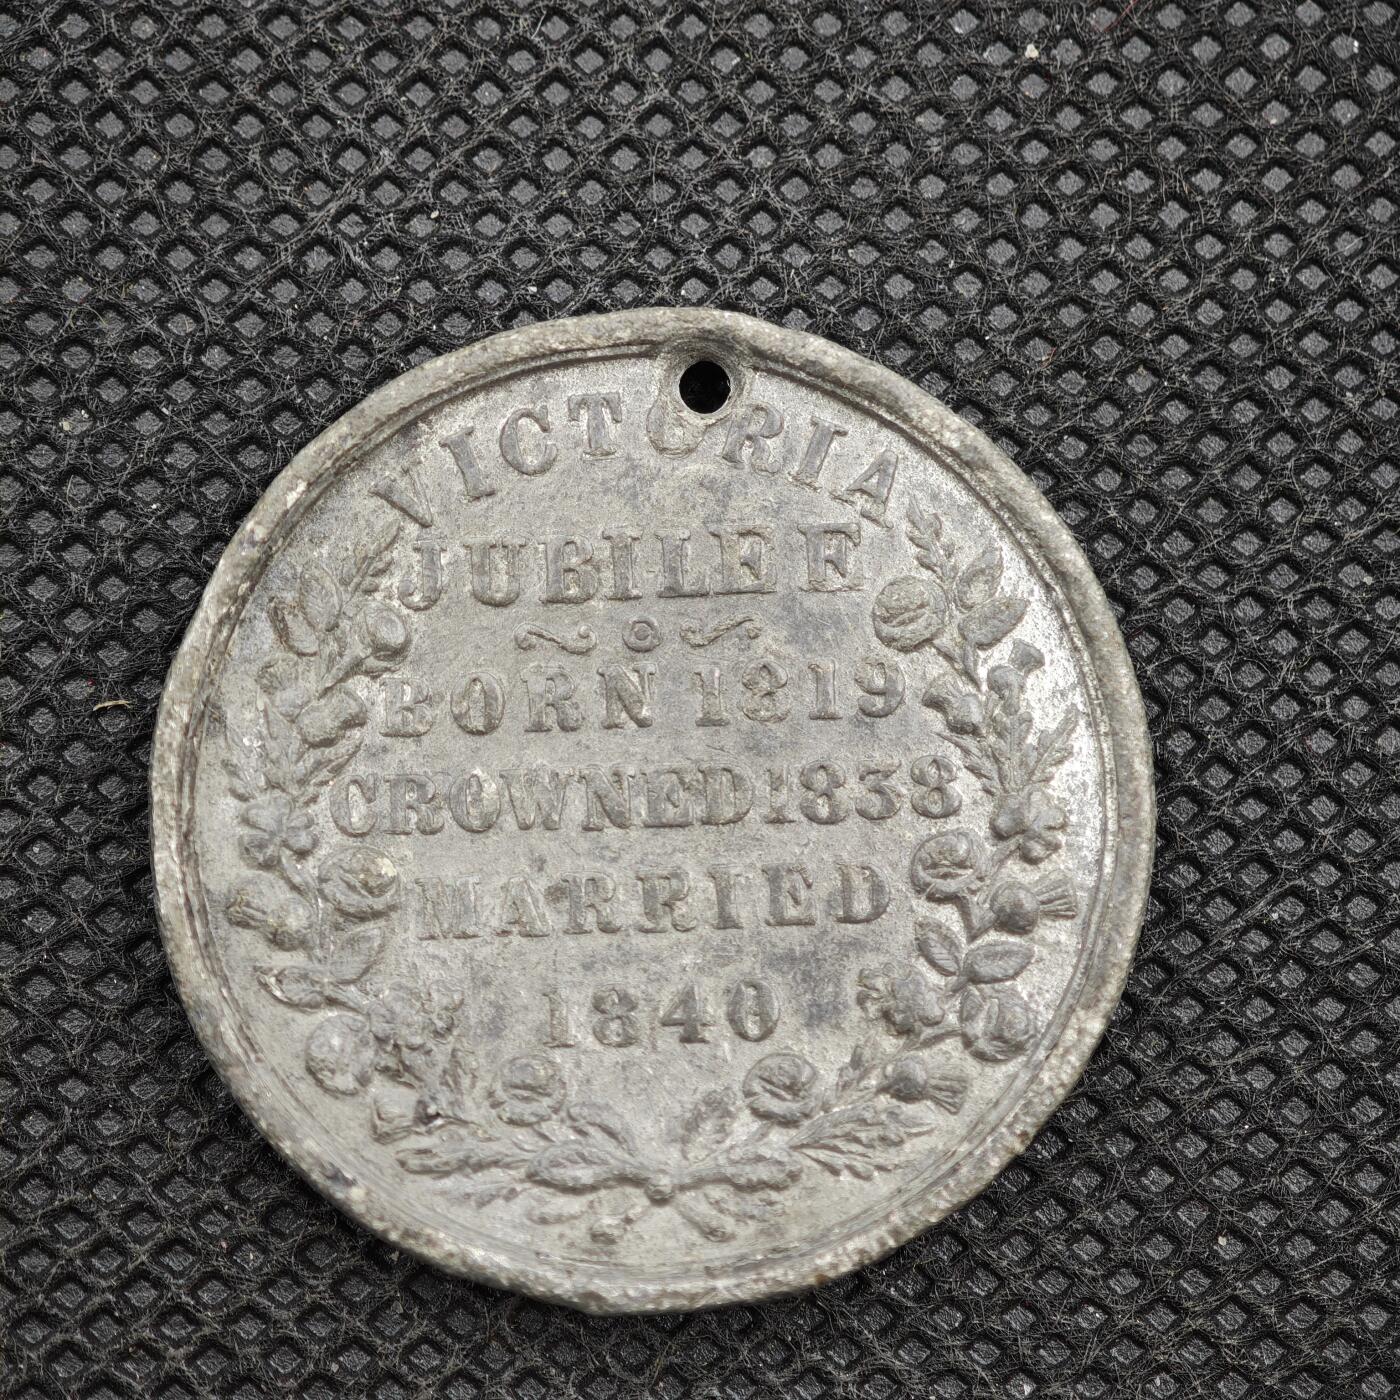 VICTORIA
JUBILEE
BORN 1819
CROWNED 1838
MARRIED
1840